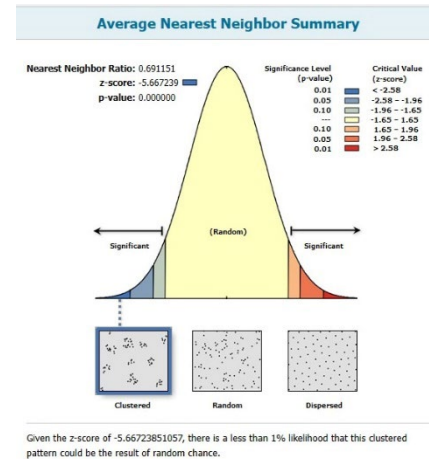 Average Nearest Neighbor Summary
Nearest Neighbor Ratio: 0.691151
z-score: -5.667239
p-value: 0.000000
Significance Level Critical Value
(p-value) (z-score)
0.01 < -2.58
0.05 -2.58 - -1.96
0.10 -1.96 - -1.65
--- -1.65 - 1.65
0.10 1.65 - 1.96
0.05 1.96 - 2.58
0.01 > 2.58
Significant (Random) Significant
Clustered Random Dispersed
Given the z-score of -5.66723851057, there is a less than 1% likelihood that this clustered
pattern could be the result of random chance.